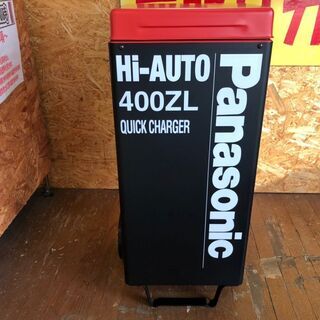 Hi-AUTO
400ZL
QUICK CHARGER
Panasonic